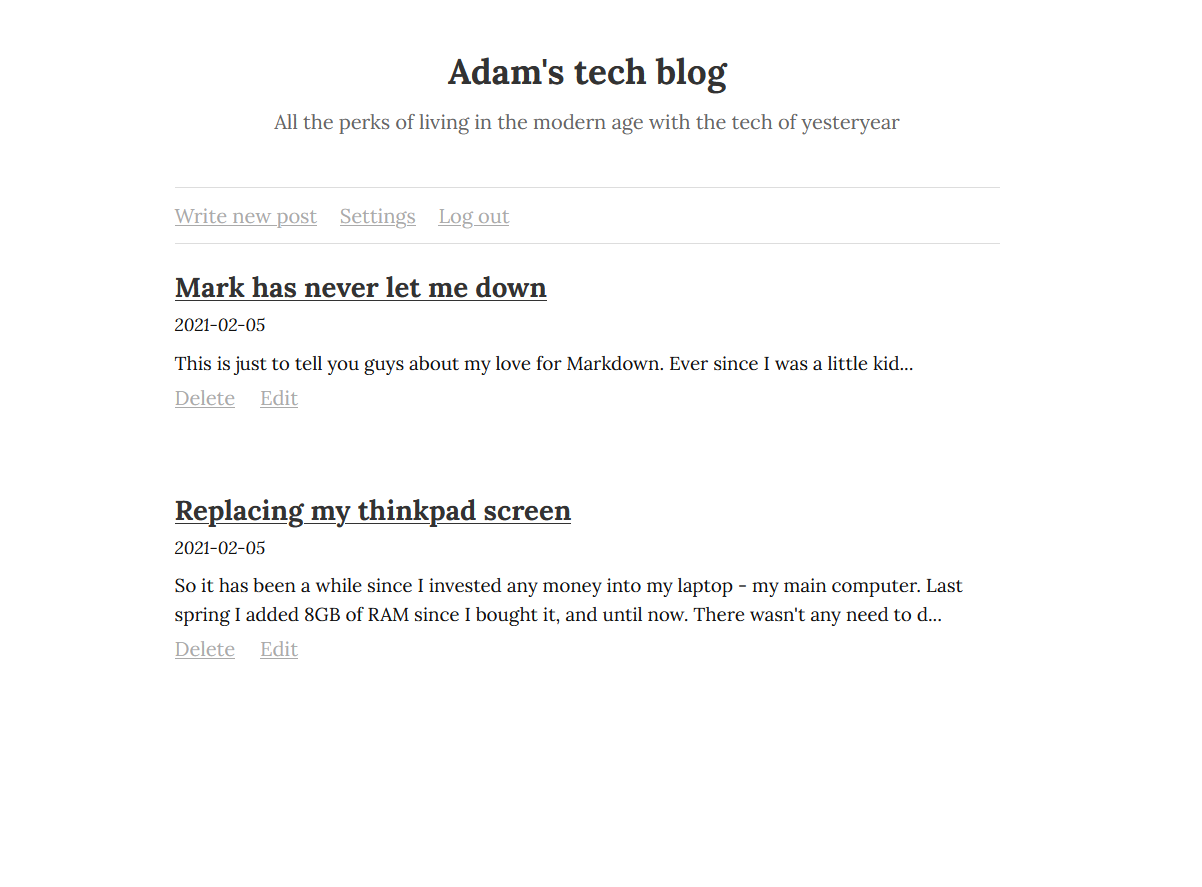 Adam's tech blog
All the perks of living in the modern age with the tech of yesteryear
Write new post Settings Log out
Mark has never let me down
2021-02-05
This is just to tell you guys about my love for Markdown. Ever since I was a little kid...
Delete Edit
Replacing my thinkpad screen
2021-02-05
So it has been a while since I invested any money into my laptop - my main computer. Last
spring I added 8GB of RAM since I bought it, and until now. There wasn't any need to d...
Delete Edit